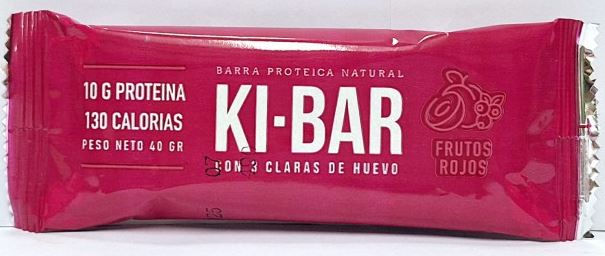 BARRA PROTEICA NATURAL
10 G PROTEINA
130 CALORIAS
PESO NETO 40 GR
KI·BAR
CON 3 CLARAS DE HUEVO
FRUTOS
ROJOS
07